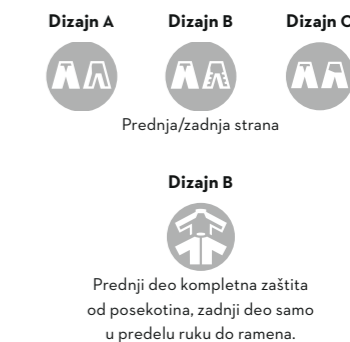 Dizajn A Dizajn B Dizajn C
Prednja/zadnja strana
Dizajn B
Prednji deo kompletna zaštita
od posekotina, zadnji deo samo
u predelu ruku do ramena.